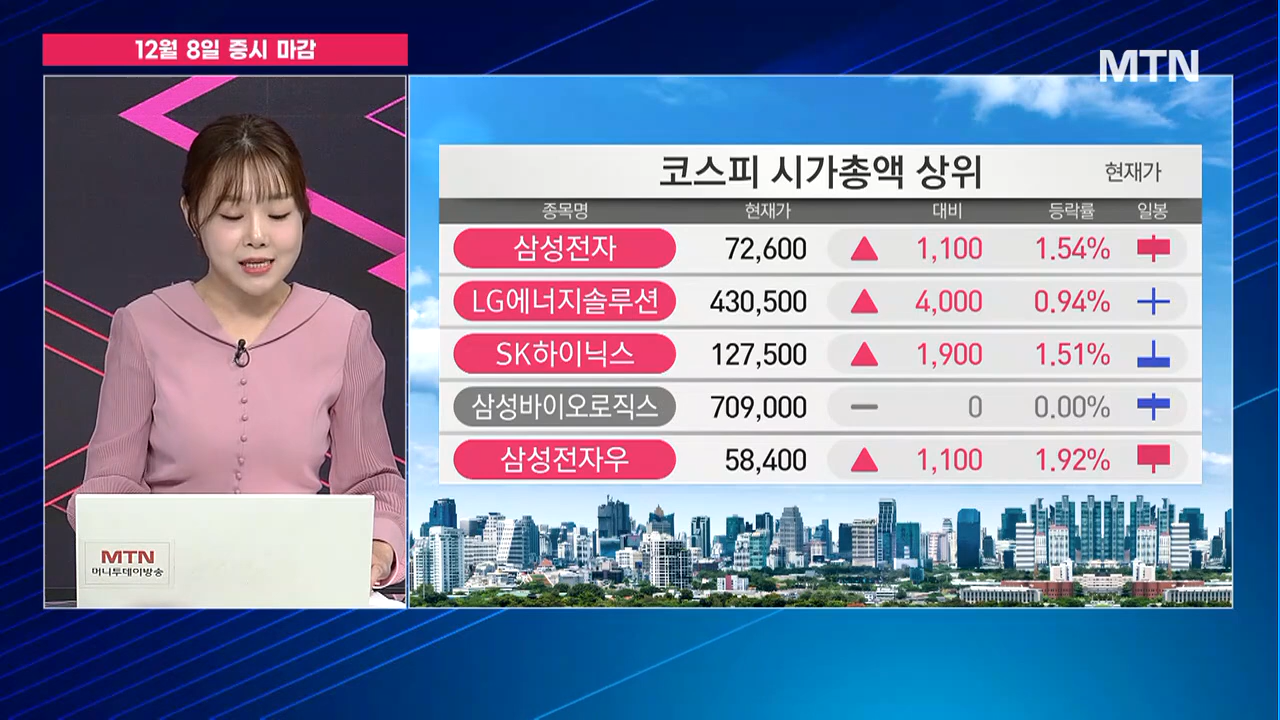 12월 8일 증시 마감
MTN
코스피 시가총액 상위
현재가
종목명 현재가 대비 등락률 일봉
삼성전자 72,600 ▲ 1,100 1.54%
LG에너지솔루션 430,500 ▲ 4,000 0.94%
SK하이닉스 127,500 ▲ 1,900 1.51%
삼성바이오로직스 709,000 – 0 0.00%
삼성전자우 58,400 ▲ 1,100 1.92%
MTN
머니투데이방송